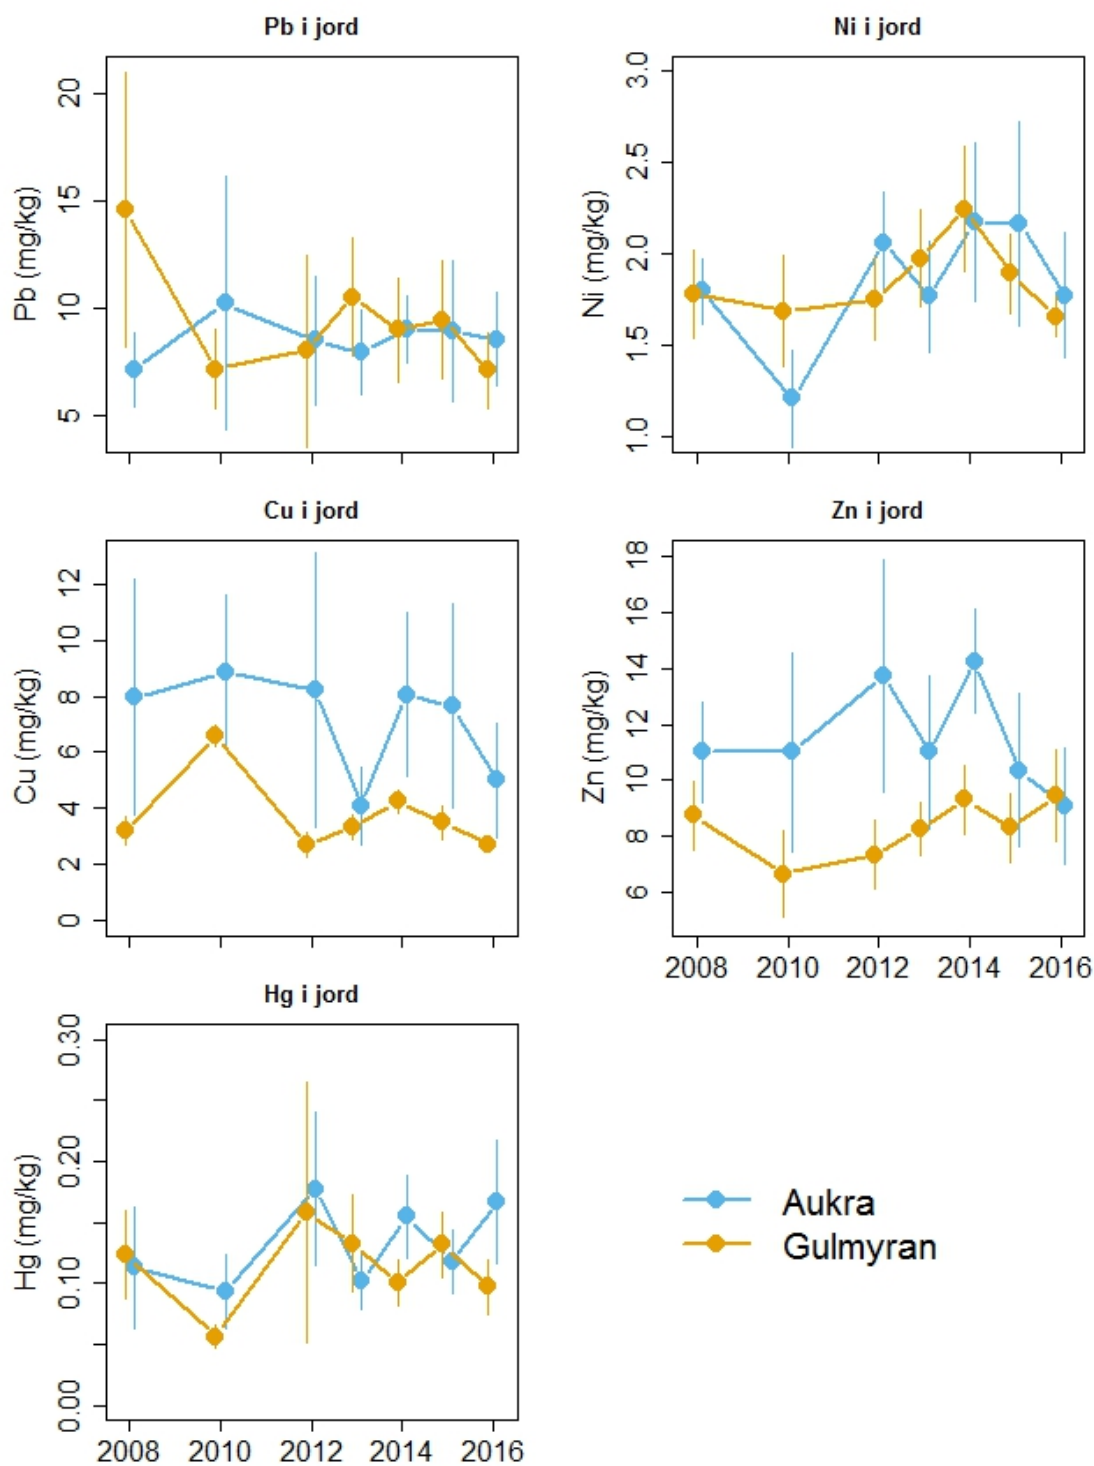 Pb i jord
Pb (mg/kg)
20
15
10
5
Ni i jord
Ni (mg/kg)
3.0
2.5
2.0
1.5
1.0
Cu i jord
Cu (mg/kg)
12
10
8
6
4
2
0
Zn i jord
Zn (mg/kg)
18
16
14
12
10
8
6
2008 2010 2012 2014 2016
Hg i jord
Hg (mg/kg)
0.30
0.20
0.10
0.00
2008 2010 2012 2014 2016
Aukra
Gulmyran